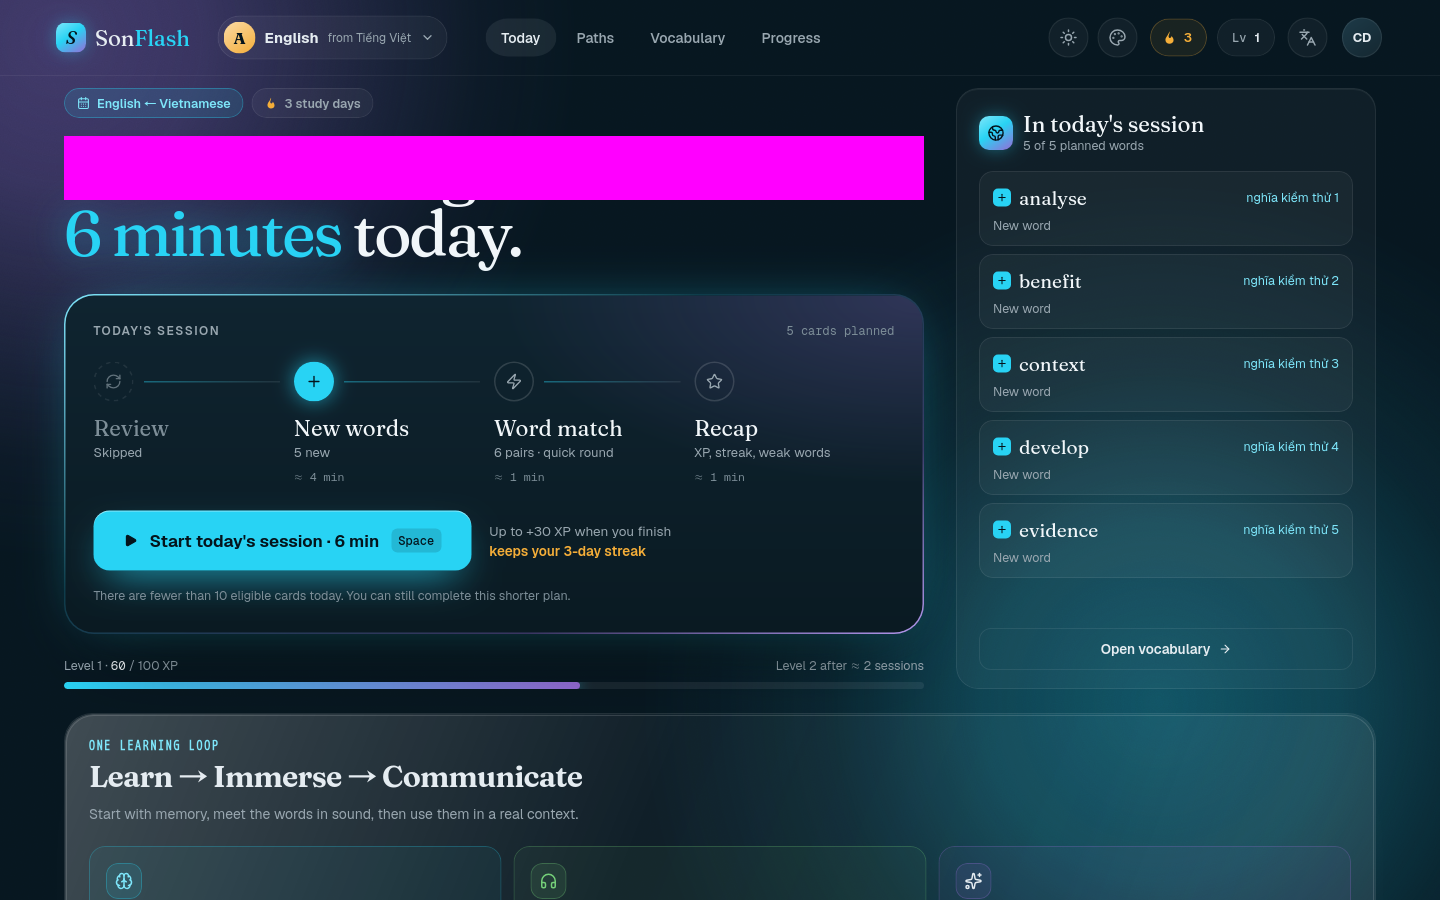 S SonFlash
A English from Tiếng Việt
Today Paths Vocabulary Progress
3
Lv 1
CD
English ← Vietnamese
3 study days
6 minutes today.
TODAY'S SESSION
5 cards planned
Review
Skipped
New words
5 new
≈ 4 min
Word match
6 pairs · quick round
≈ 1 min
Recap
XP, streak, weak words
≈ 1 min
Start today's session · 6 min Space
Up to +30 XP when you finish
keeps your 3-day streak
There are fewer than 10 eligible cards today. You can still complete this shorter plan.
Level 1 · 60 / 100 XP
Level 2 after ≈ 2 sessions
In today's session
5 of 5 planned words
analyse nghĩa kiểm thử 1
New word
benefit nghĩa kiểm thử 2
New word
context nghĩa kiểm thử 3
New word
develop nghĩa kiểm thử 4
New word
evidence nghĩa kiểm thử 5
New word
Open vocabulary →
ONE LEARNING LOOP
Learn → Immerse → Communicate
Start with memory, meet the words in sound, then use them in a real context.